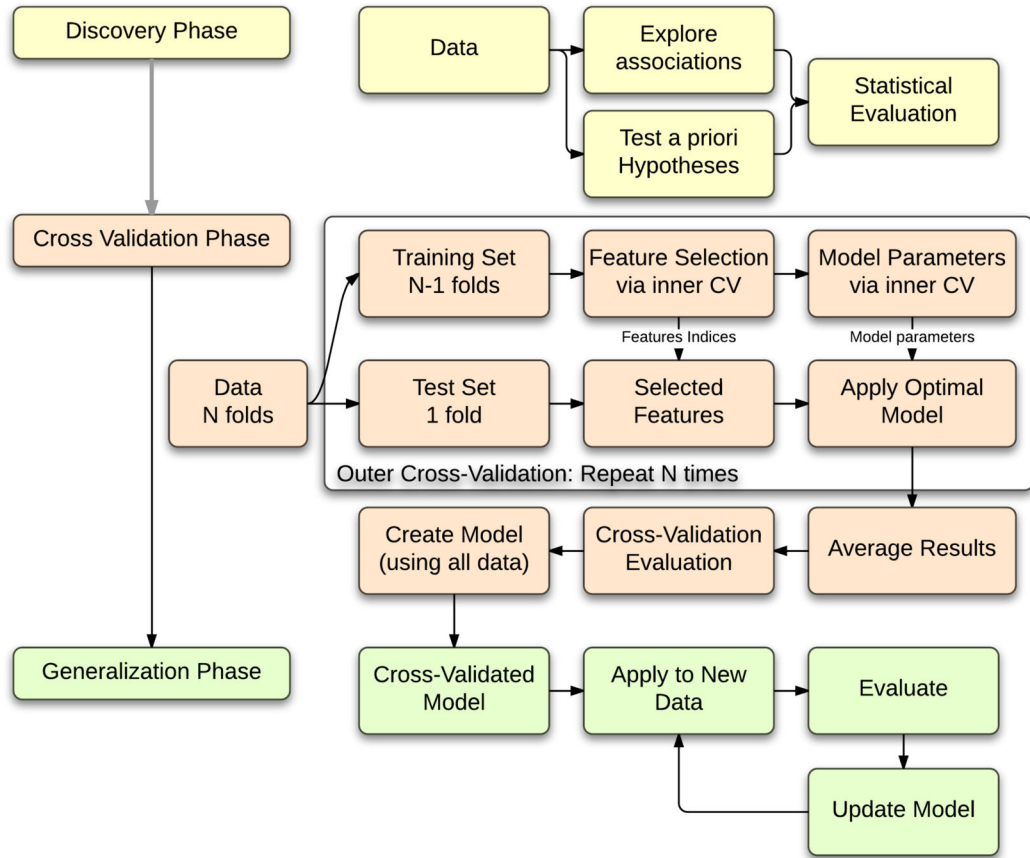 Discovery Phase
Data
Explore
associations
Test a priori
Hypotheses
Statistical
Evaluation
Cross Validation Phase
Training Set
N-1 folds
Feature Selection
via inner CV
Model Parameters
via inner CV
Features Indices
Model parameters
Data
N folds
Test Set
1 fold
Selected
Features
Apply Optimal
Model
Outer Cross-Validation: Repeat N times
Create Model
(using all data)
Cross-Validation
Evaluation
Average Results
Generalization Phase
Cross-Validated
Model
Apply to New
Data
Evaluate
Update Model